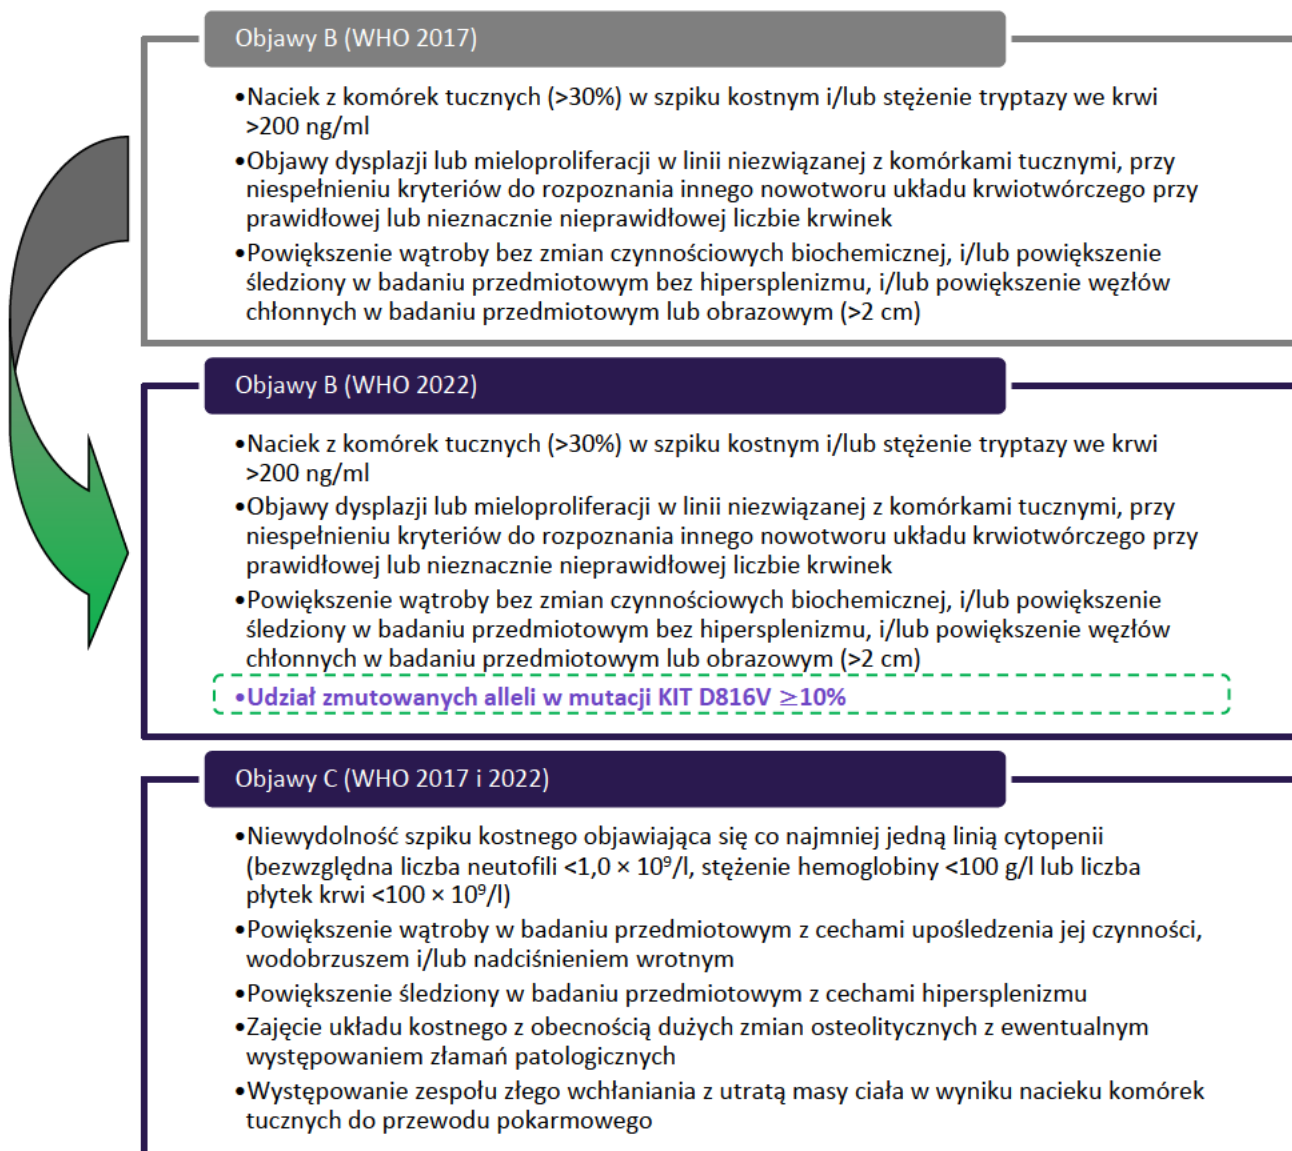 Objawy B (WHO 2017)
•Naciek z komórek tucznych (>30%) w szpiku kostnym i/lub stężenie tryptazy we krwi
>200 ng/ml
•Objawy dysplazji lub mieloproliferacji w linii niezwiązanej z komórkami tucznymi, przy
niespełnieniu kryteriów do rozpoznania innego nowotworu układu krwiotwórczego przy
prawidłowej lub nieznacznie nieprawidłowej liczbie krwinek
•Powiększenie wątroby bez zmian czynnościowych biochemicznej, i/lub powiększenie
śledziony w badaniu przedmiotowym bez hipersplenizmu, i/lub powiększenie węzłów
chłonnych w badaniu przedmiotowym lub obrazowym (>2 cm)
Objawy B (WHO 2022)
•Naciek z komórek tucznych (>30%) w szpiku kostnym i/lub stężenie tryptazy we krwi
>200 ng/ml
•Objawy dysplazji lub mieloproliferacji w linii niezwiązanej z komórkami tucznymi, przy
niespełnieniu kryteriów do rozpoznania innego nowotworu układu krwiotwórczego przy
prawidłowej lub nieznacznie nieprawidłowej liczbie krwinek
•Powiększenie wątroby bez zmian czynnościowych biochemicznej, i/lub powiększenie
śledziony w badaniu przedmiotowym bez hipersplenizmu, i/lub powiększenie węzłów
chłonnych w badaniu przedmiotowym lub obrazowym (>2 cm)
•Udział zmutowanych alleli w mutacji KIT D816V ≥10%
Objawy C (WHO 2017 i 2022)
•Niewydolność szpiku kostnego objawiająca się co najmniej jedną linią cytopenii
(bezwzględna liczba neutofili <1,0 × 10⁹/l, stężenie hemoglobiny <100 g/l lub liczba
płytek krwi <100 × 10⁹/l)
•Powiększenie wątroby w badaniu przedmiotowym z cechami upośledzenia jej czynności,
wodobrzuszem i/lub nadciśnieniem wrotnym
•Powiększenie śledziony w badaniu przedmiotowym z cechami hipersplenizmu
•Zajęcie układu kostnego z obecnością dużych zmian osteolitycznych z ewentualnym
występowaniem złamań patologicznych
•Występowanie zespołu złego wchłaniania z utratą masy ciała w wyniku nacieku komórek
tucznych do przewodu pokarmowego